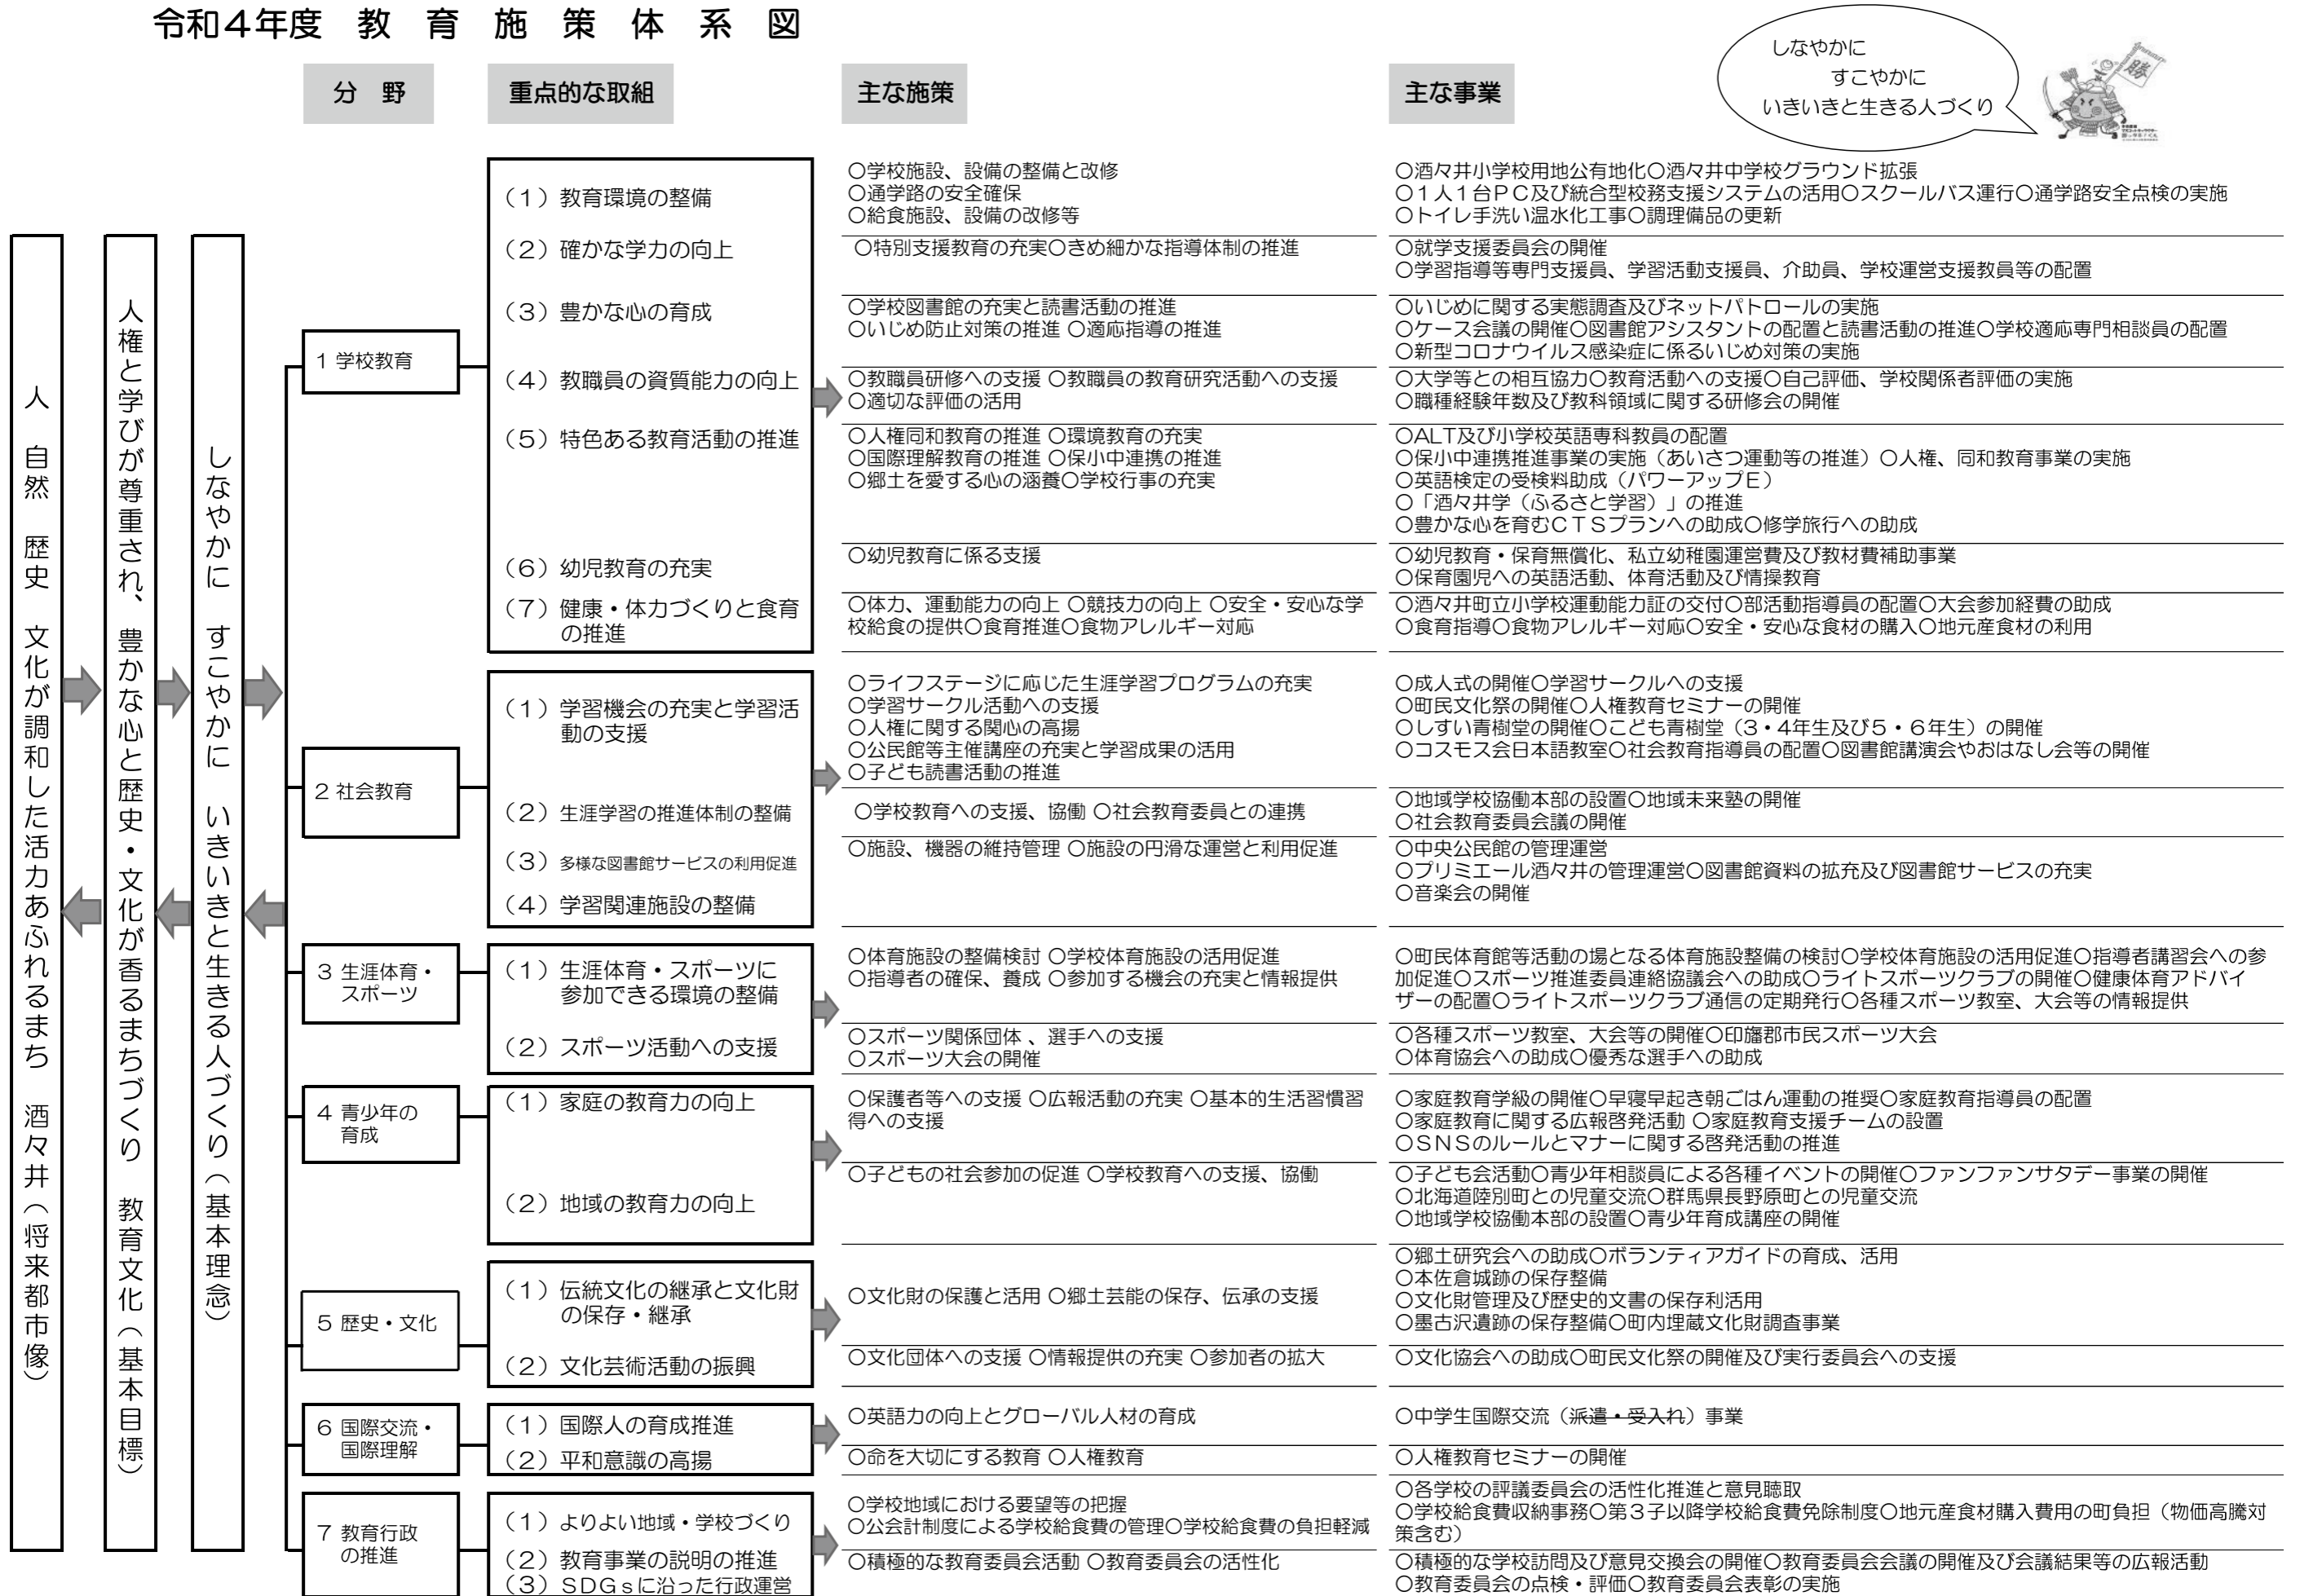 令和４年度　教　育　施　策　体　系　図
しなやかに
すこやかに
いきいきと生きる人づくり
勝
分　野
重点的な取組
主な施策
主な事業
人　自然　歴史　文化が調和した活力あふれるまち　酒々井（将来都市像）
人権と学びが尊重され、豊かな心と歴史・文化が香るまちづくり　教育文化（基本目標）
しなやかに　すこやかに　いきいきと生きる人づくり（基本理念）
１ 学校教育
（１）教育環境の整備
○学校施設、設備の整備と改修
○通学路の安全確保
○給食施設、設備の改修等
○酒々井小学校用地公有地化○酒々井中学校グラウンド拡張
○１人１台ＰＣ及び統合型校務支援システムの活用○スクールバス運行○通学路安全点検の実施
○トイレ手洗い温水化工事○調理備品の更新
（２）確かな学力の向上
○特別支援教育の充実○きめ細かな指導体制の推進
○就学支援委員会の開催
○学習指導等専門支援員、学習活動支援員、介助員、学校運営支援教員等の配置
（３）豊かな心の育成
○学校図書館の充実と読書活動の推進
○いじめ防止対策の推進 ○適応指導の推進
○いじめに関する実態調査及びネットパトロールの実施
○ケース会議の開催○図書館アシスタントの配置と読書活動の推進○学校適応専門相談員の配置
○新型コロナウイルス感染症に係るいじめ対策の実施
（４）教職員の資質能力の向上
○教職員研修への支援 ○教職員の教育研究活動への支援
○適切な評価の活用
○大学等との相互協力○教育活動への支援○自己評価、学校関係者評価の実施
○職種経験年数及び教科領域に関する研修会の開催
（５）特色ある教育活動の推進
○人権同和教育の推進 ○環境教育の充実
○国際理解教育の推進 ○保小中連携の推進
○郷土を愛する心の涵養○学校行事の充実
○ALT及び小学校英語専科教員の配置
○保小中連携推進事業の実施（あいさつ運動等の推進）○人権、同和教育事業の実施
○英語検定の受検料助成（パワーアップＥ）
○「酒々井学（ふるさと学習）」の推進
○豊かな心を育むＣＴＳプランへの助成○修学旅行への助成
（６）幼児教育の充実
○幼児教育に係る支援
○幼児教育・保育無償化、私立幼稚園運営費及び教材費補助事業
○保育園児への英語活動、体育活動及び情操教育
（７）健康・体力づくりと食育
の推進
○体力、運動能力の向上 ○競技力の向上 ○安全・安心な学
校給食の提供○食育推進○食物アレルギー対応
○酒々井町立小学校運動能力証の交付○部活動指導員の配置○大会参加経費の助成
○食育指導○食物アレルギー対応○安全・安心な食材の購入○地元産食材の利用
２ 社会教育
（１）学習機会の充実と学習活
動の支援
○ライフステージに応じた生涯学習プログラムの充実
○学習サークル活動への支援
○人権に関する関心の高揚
○公民館等主催講座の充実と学習成果の活用
○子ども読書活動の推進
○成人式の開催○学習サークルへの支援
○町民文化祭の開催○人権教育セミナーの開催
○しすい青樹堂の開催○こども青樹堂（３・４年生及び５・６年生）の開催
○コスモス会日本語教室○社会教育指導員の配置○図書館講演会やおはなし会等の開催
（２）生涯学習の推進体制の整備
○学校教育への支援、協働 ○社会教育委員との連携
○地域学校協働本部の設置○地域未来塾の開催
○社会教育委員会議の開催
（３）多様な図書館サービスの利用促進
（４）学習関連施設の整備
○施設、機器の維持管理 ○施設の円滑な運営と利用促進
○中央公民館の管理運営
○プリミエール酒々井の管理運営○図書館資料の拡充及び図書館サービスの充実
○音楽会の開催
３ 生涯体育・
スポーツ
（１）生涯体育・スポーツに
参加できる環境の整備
○体育施設の整備検討 ○学校体育施設の活用促進
○指導者の確保、養成 ○参加する機会の充実と情報提供
○町民体育館等活動の場となる体育施設整備の検討○学校体育施設の活用促進○指導者講習会への参
加促進○スポーツ推進委員連絡協議会への助成○ライトスポーツクラブの開催○健康体育アドバイ
ザーの配置○ライトスポーツクラブ通信の定期発行○各種スポーツ教室、大会等の情報提供
（２）スポーツ活動への支援
○スポーツ関係団体 、選手への支援
○スポーツ大会の開催
○各種スポーツ教室、大会等の開催○印旛郡市民スポーツ大会
○体育協会への助成○優秀な選手への助成
４ 青少年の
育成
（１）家庭の教育力の向上
○保護者等への支援 ○広報活動の充実 ○基本的生活習慣習
得への支援
○家庭教育学級の開催○早寝早起き朝ごはん運動の推奨○家庭教育指導員の配置
○家庭教育に関する広報啓発活動 ○家庭教育支援チームの設置
○ＳＮＳのルールとマナーに関する啓発活動の推進
（２）地域の教育力の向上
○子どもの社会参加の促進 ○学校教育への支援、協働
○子ども会活動○青少年相談員による各種イベントの開催○ファンファンサタデー事業の開催
○北海道陸別町との児童交流○群馬県長野原町との児童交流
○地域学校協働本部の設置○青少年育成講座の開催
５ 歴史・文化
（１）伝統文化の継承と文化財
の保存・継承
○文化財の保護と活用 ○郷土芸能の保存、伝承の支援
○郷土研究会への助成○ボランティアガイドの育成、活用
○本佐倉城跡の保存整備
○文化財管理及び歴史的文書の保存利活用
○墨古沢遺跡の保存整備○町内埋蔵文化財調査事業
（２）文化芸術活動の振興
○文化団体への支援 ○情報提供の充実 ○参加者の拡大
○文化協会への助成○町民文化祭の開催及び実行委員会への支援
６ 国際交流・
国際理解
（１）国際人の育成推進
○英語力の向上とグローバル人材の育成
○中学生国際交流（派遣・受入れ）事業
（２）平和意識の高揚
○命を大切にする教育 ○人権教育
○人権教育セミナーの開催
７ 教育行政
の推進
（１）よりよい地域・学校づくり
○学校地域における要望等の把握
○公会計制度による学校給食費の管理○学校給食費の負担軽減
○各学校の評議委員会の活性化推進と意見聴取
○学校給食費収納事務○第３子以降学校給食費免除制度○地元産食材購入費用の町負担（物価高騰対
策含む）
（２）教育事業の説明の推進
（３）ＳＤＧｓに沿った行政運営
○積極的な教育委員会活動 ○教育委員会の活性化
○積極的な学校訪問及び意見交換会の開催○教育委員会会議の開催及び会議結果等の広報活動
○教育委員会の点検・評価○教育委員会表彰の実施